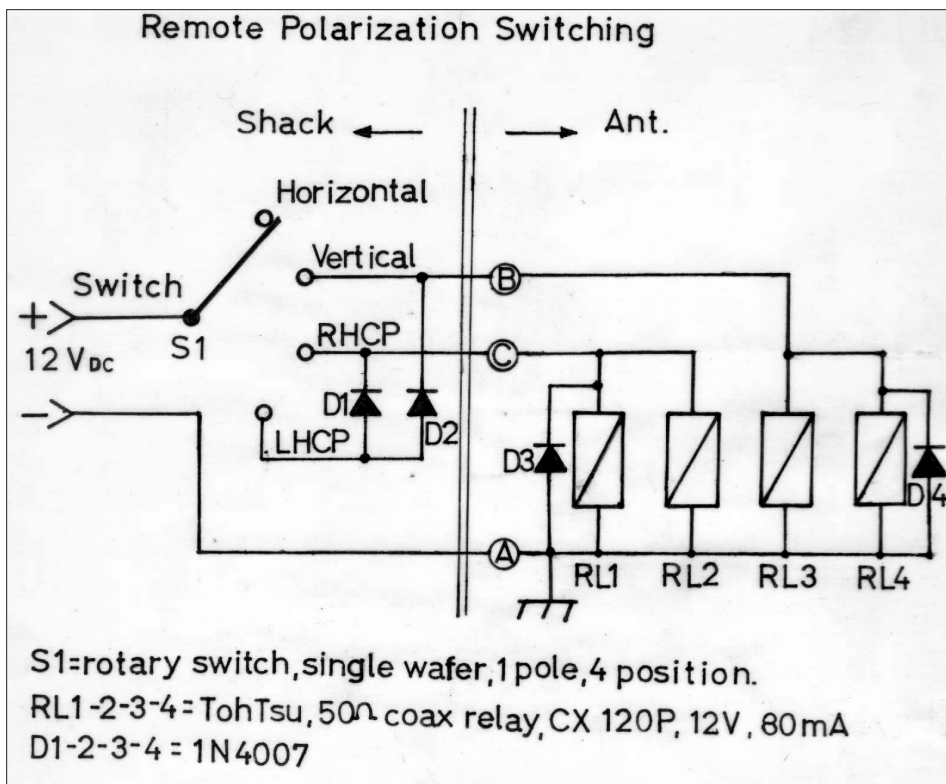 Remote Polarization Switching
Shack
Ant.
Horizontal
Vertical
B
Switch
+
S1
RHCP
C
12 VDC
D1
D2
-
LHCP
D3
D4
A
RL1 RL2 RL3 RL4
S1=rotary switch, single wafer, 1 pole, 4 position.
RL1-2-3-4= TohTsu, 50Ω coax relay, CX 120P, 12V, 80mA
D1-2-3-4 = 1N4007